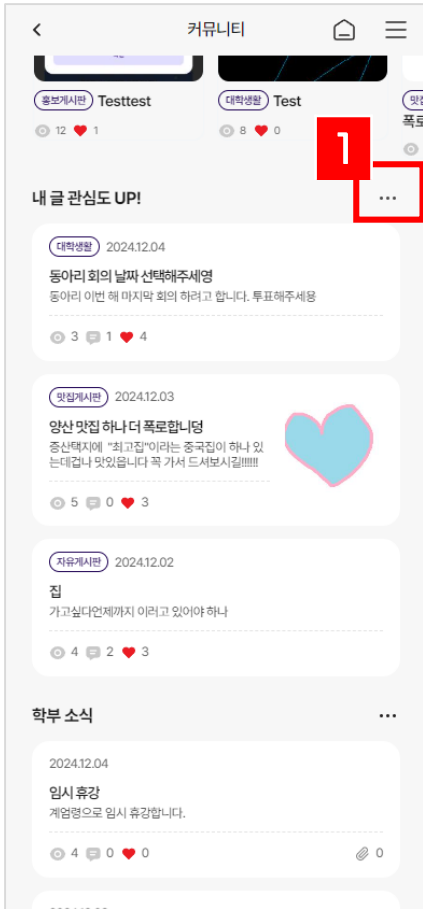 커뮤니티
홍보게시판 Testtest
12 1
대학생활 Test
8 0
1
내 글 관심도 UP!
대학생활 2024.12.04
동아리 회의 날짜 선택해주세영
동아리 이번 해 마지막 회의 하려고 합니다. 투표해주세용
3 1 4
맛집게시판 2024.12.03
양산 맛집 하나 더 폭로합니덩
증산택지에 "최고집"이라는 중국집이 하나 있
는데겁나 맛있읍니다 꼭 가서 드셔보시길!!!!!!
5 0 3
자유게시판 2024.12.02
집
가고싶다언제까지 이러고 있어야 하나
4 2 3
학부 소식
2024.12.04
임시 휴강
계엄령으로 임시 휴강합니다.
4 0 0 0